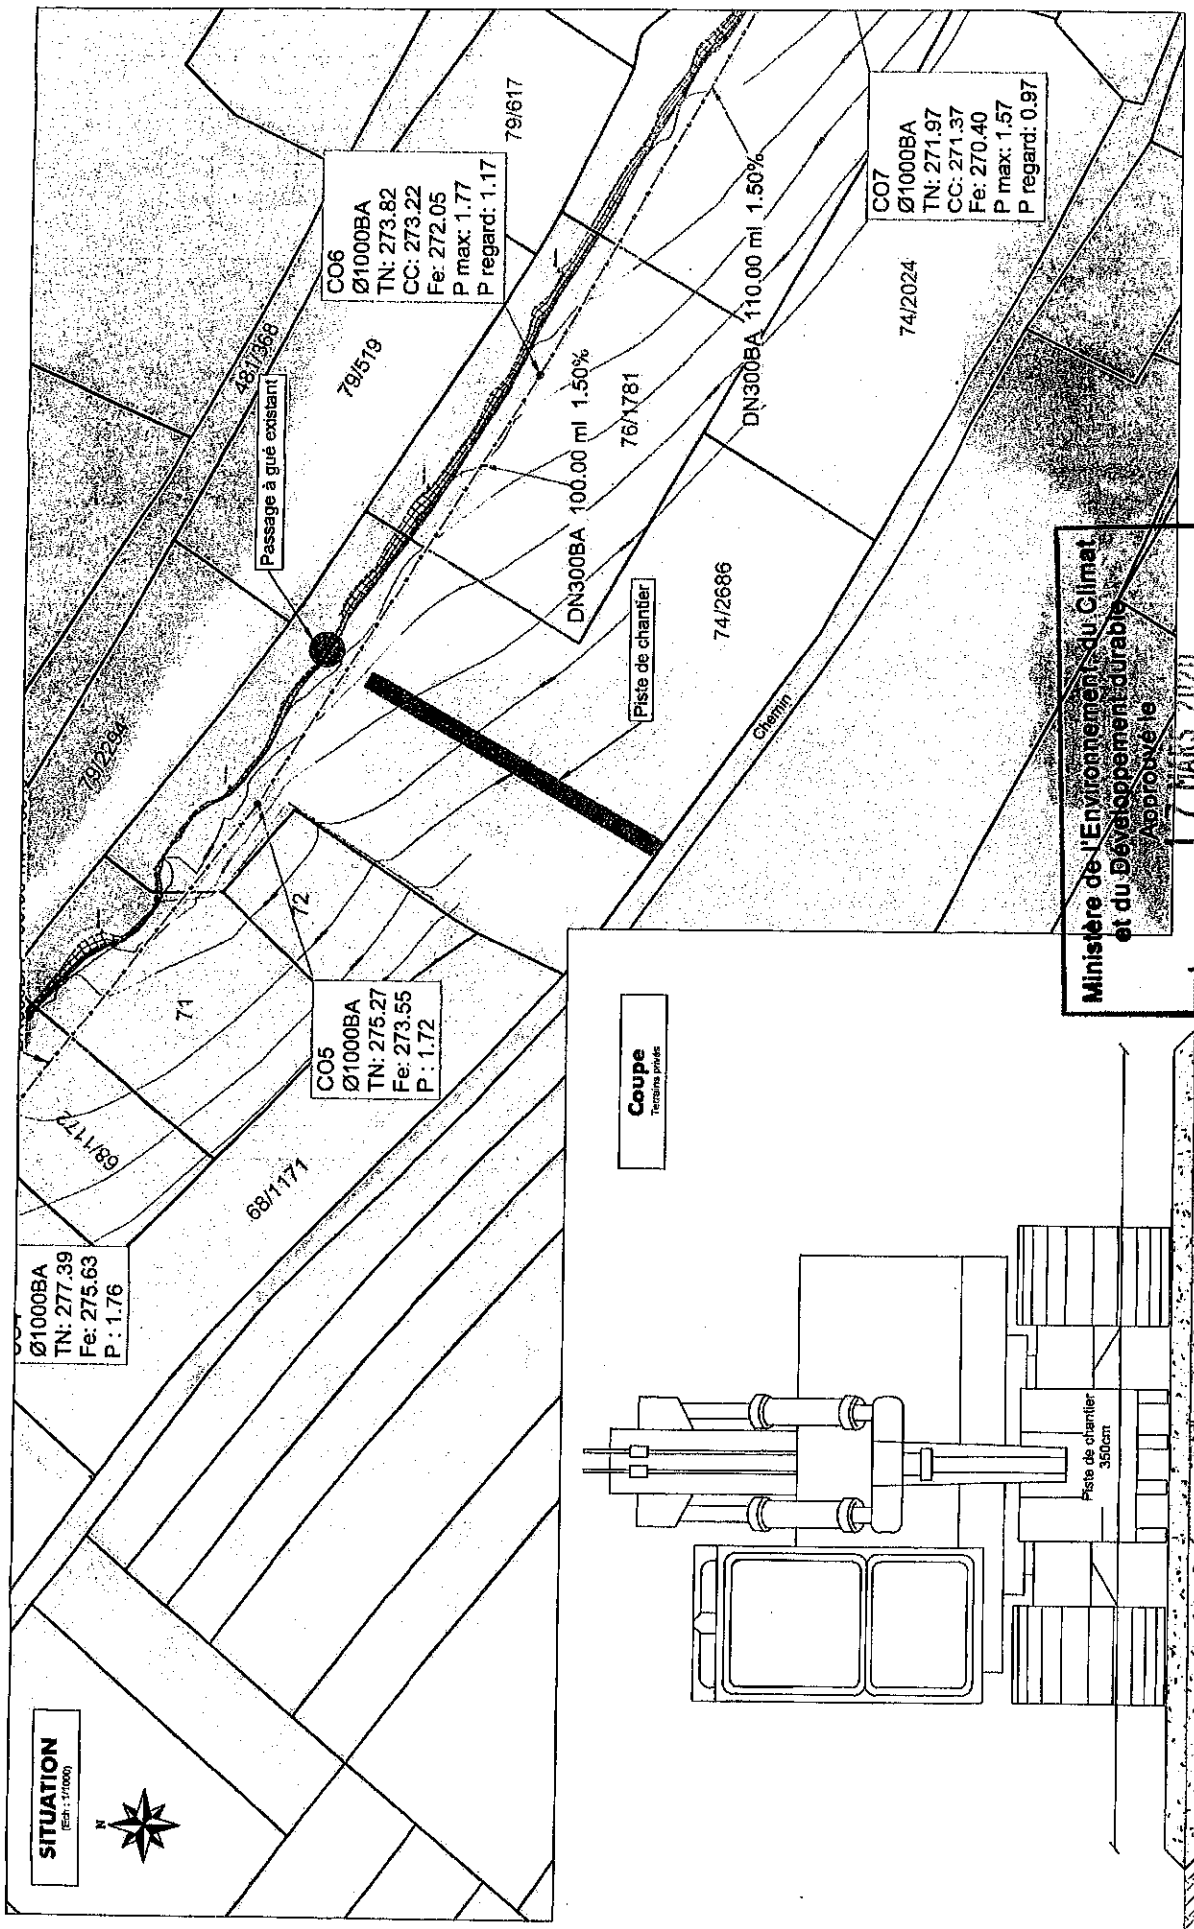 SITUATION
(Ech : 1/1000)
N
Ø1000BA
TN: 277.39
Fe: 275.63
P : 1.76
68/1172
68/1171
71
72
CO5
Ø1000BA
TN: 275.27
Fe: 273.55
P : 1.72
79/2294
Passage à gué existant
481/368
79/519
CO6
Ø1000BA
TN: 273.82
CC: 273.22
Fe: 272.05
P max: 1.77
P regard: 1.17
79/617
DN300BA 100.00 ml 1.50%
76/1781
Piste de chantier
74/2686
Chemin
DN300BA 110.00 ml 1.50%
74/2024
CO7
Ø1000BA
TN: 271.97
CC: 271.37
Fe: 270.40
P max: 1.57
P regard: 0.97
Coupe
Terrains privés
Piste de chantier
350cm
Ministère de l'Environnement, du Climat
et du Développement durable
Approuvé le
MARS 2020